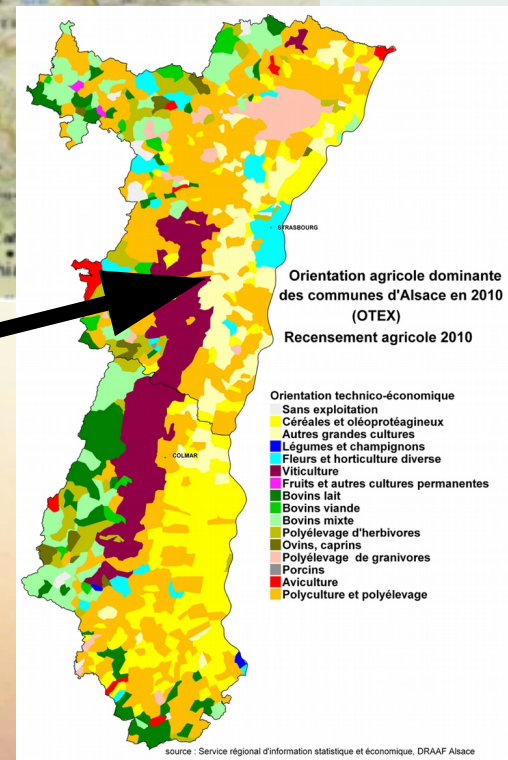 STRASBOURG
Orientation agricole dominante
des communes d'Alsace en 2010
(OTEX)
Recensement agricole 2010
Orientation technico-économique
Sans exploitation
Céréales et oléoprotéagineux
Autres grandes cultures
Légumes et champignons
Fleurs et horticulture diverse
Viticulture
Fruits et autres cultures permanentes
Bovins lait
Bovins viande
Bovins mixte
Polyélevage d'herbivores
Ovins, caprins
Polyélevage de granivores
Porcins
Aviculture
Polyculture et polyélevage
COLMAR
source : Service régional d'information statistique et économique, DRAAF Alsace